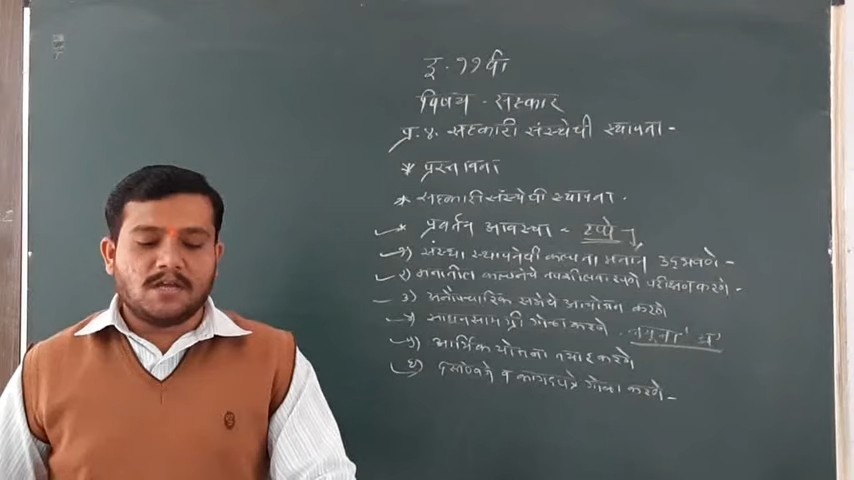 इ. ११ वी
विषय - सहकार
प्र. ४. सहकारी संस्थेची स्थापना -
* प्रस्तावना
* सहकारी संस्थेची स्थापना.
* प्रवर्तन अवस्था - टप्पे
१) संस्था स्थापनेची कल्पना मनात उद्भवणे -
२) मनातील कल्पनेचे तपशीलवार परीक्षण करणे -
३) अनौपचारिक सभेचे आयोजन करणे
४) साधनसामग्री गोळा करणे. 'नमुना' 'अ'
५) आर्थिक योजना तयार करणे
६) दस्तऐवज व कागदपत्रे गोळा करणे -